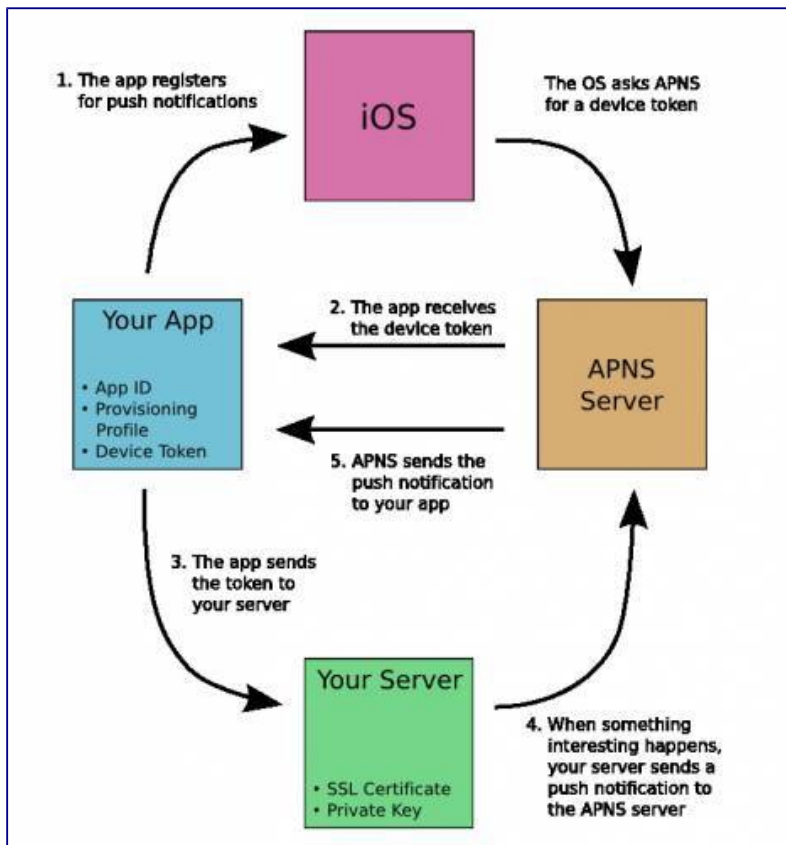 1. The app registers
for push notifications
iOS
The OS asks APNS
for a device token
Your App
• App ID
• Provisioning
Profile
• Device Token
2. The app receives
the device token
APNS
Server
5. APNS sends the
push notification
to your app
3. The app sends
the token to
your server
Your Server
• SSL Certificate
• Private Key
4. When something
interesting happens,
your server sends a
push notification to
the APNS server